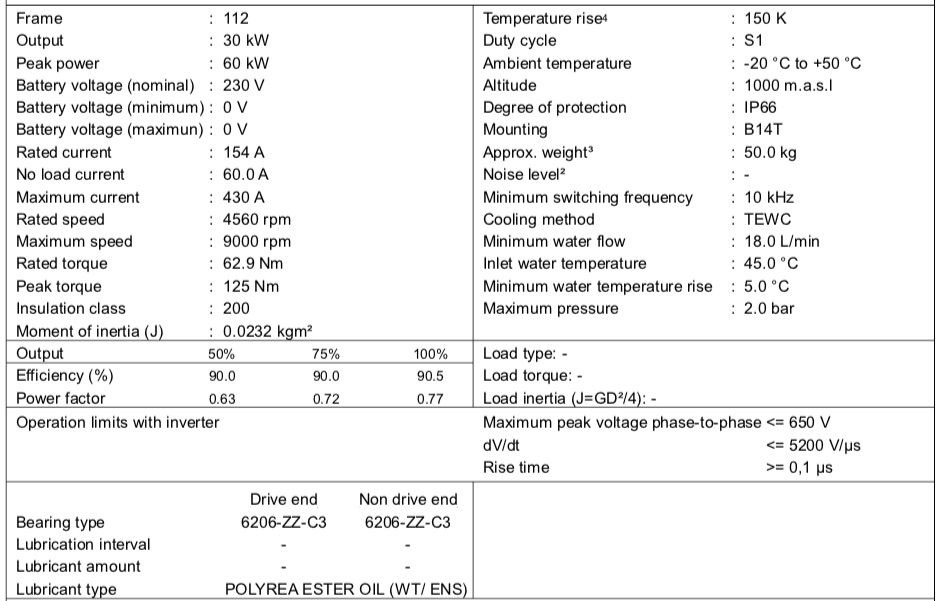 Frame : 112
Output : 30 kW
Peak power : 60 kW
Battery voltage (nominal) : 230 V
Battery voltage (minimum) : 0 V
Battery voltage (maximun) : 0 V
Rated current : 154 A
No load current : 60.0 A
Maximum current : 430 A
Rated speed : 4560 rpm
Maximum speed : 9000 rpm
Rated torque : 62.9 Nm
Peak torque : 125 Nm
Insulation class : 200
Moment of inertia (J) : 0.0232 kgm²
Temperature rise⁴ : 150 K
Duty cycle : S1
Ambient temperature : -20 °C to +50 °C
Altitude : 1000 m.a.s.l
Degree of protection : IP66
Mounting : B14T
Approx. weight³ : 50.0 kg
Noise level² : -
Minimum switching frequency : 10 kHz
Cooling method : TEWC
Minimum water flow : 18.0 L/min
Inlet water temperature : 45.0 °C
Minimum water temperature rise : 5.0 °C
Maximum pressure : 2.0 bar
Output 50% 75% 100%
Efficiency (%) 90.0 90.0 90.5
Power factor 0.63 0.72 0.77
Load type: -
Load torque: -
Load inertia (J=GD²/4): -
Operation limits with inverter
Maximum peak voltage phase-to-phase <= 650 V
dV/dt <= 5200 V/µs
Rise time >= 0,1 µs
Drive end Non drive end
Bearing type 6206-ZZ-C3 6206-ZZ-C3
Lubrication interval - -
Lubricant amount - -
Lubricant type POLYREA ESTER OIL (WT/ ENS)